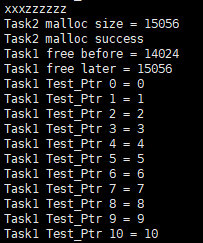 xxxzzzzzz
Task2 malloc size = 15056
Task2 malloc success
Task1 free before = 14024
Task1 free later = 15056
Task1 Test_Ptr 0 = 0
Task1 Test_Ptr 1 = 1
Task1 Test_Ptr 2 = 2
Task1 Test_Ptr 3 = 3
Task1 Test_Ptr 4 = 4
Task1 Test_Ptr 5 = 5
Task1 Test_Ptr 6 = 6
Task1 Test_Ptr 7 = 7
Task1 Test_Ptr 8 = 8
Task1 Test_Ptr 9 = 9
Task1 Test_Ptr 10 = 10